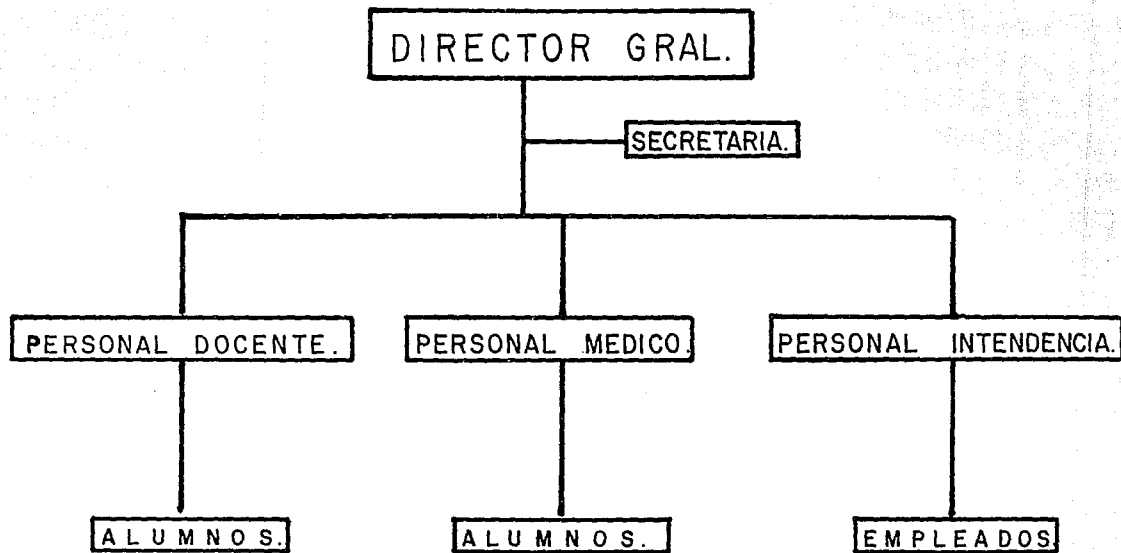 DIRECTOR GRAL.
SECRETARIA.
PERSONAL DOCENTE.
PERSONAL MEDICO.
PERSONAL INTENDENCIA.
ALUMNOS.
ALUMNOS.
EMPLEADOS.